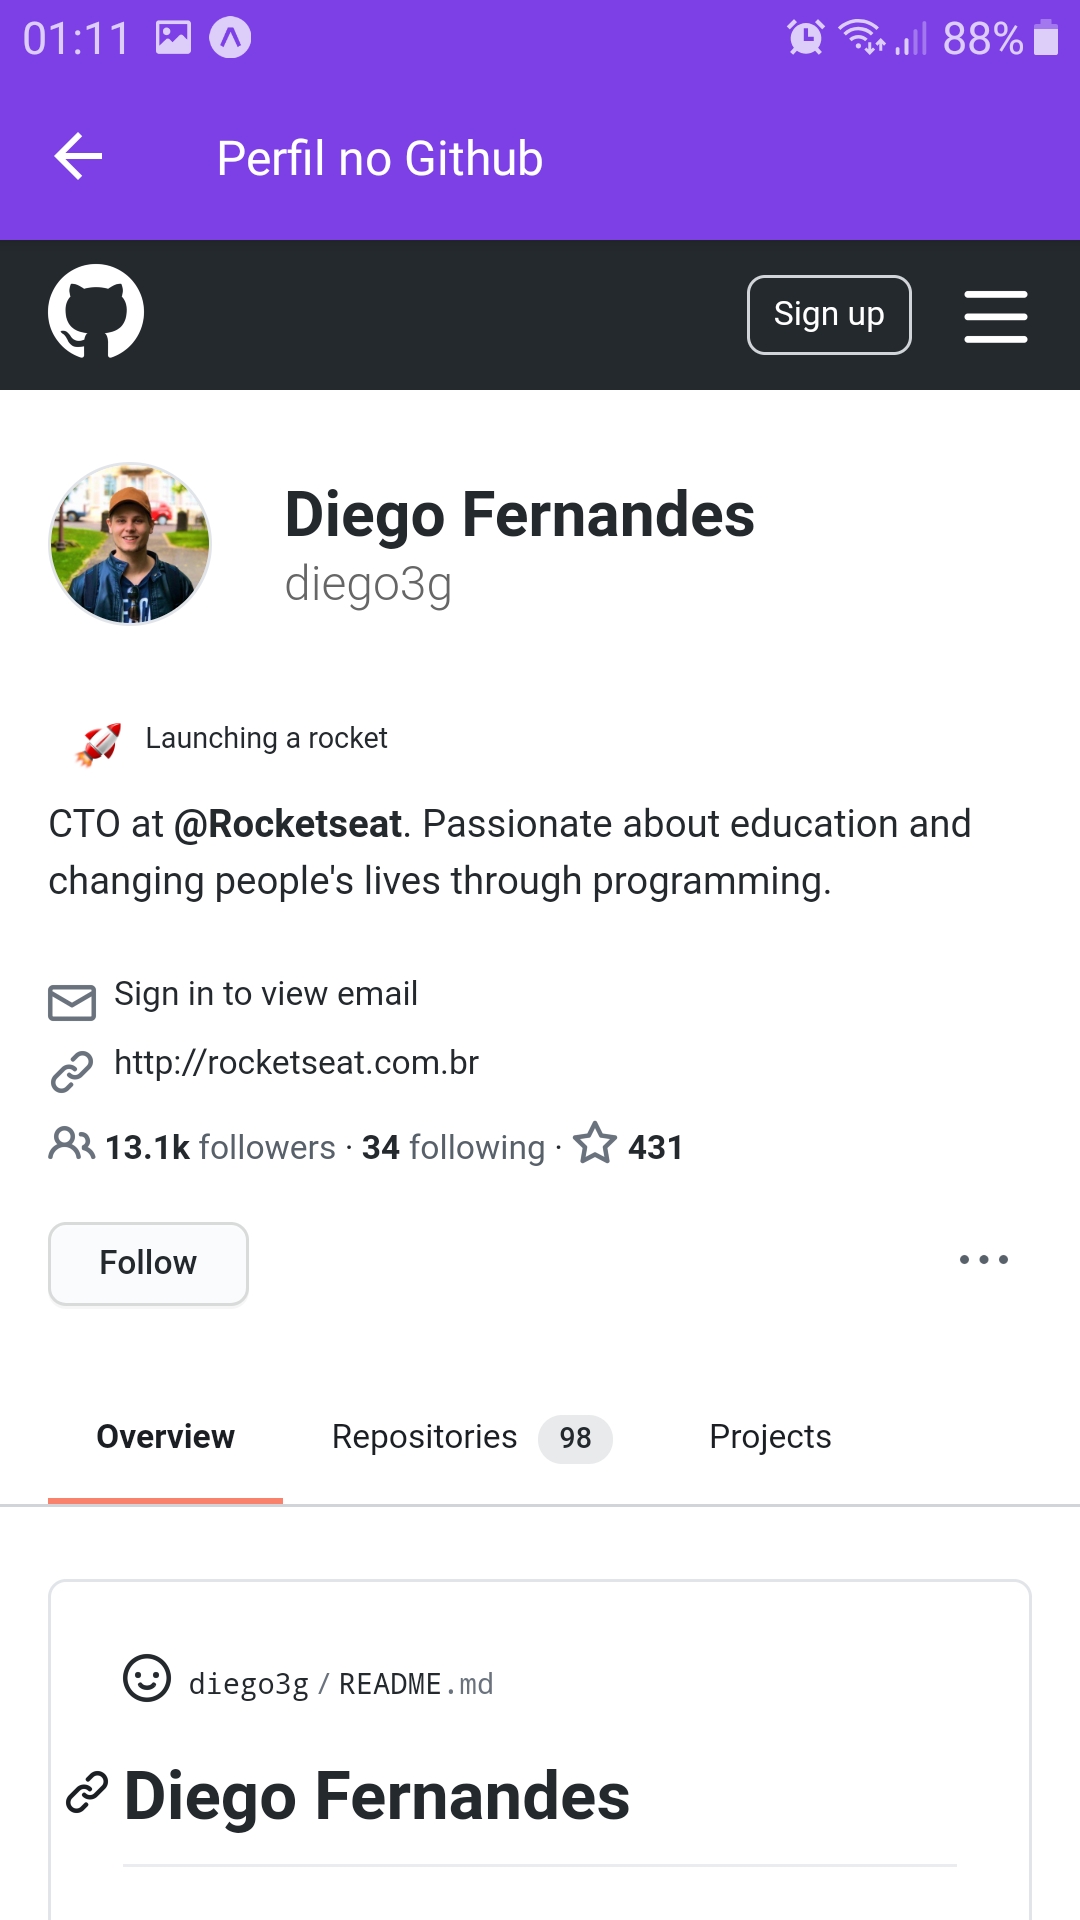 01:11 88%
Perfil no Github
Sign up
Diego Fernandes
diego3g
Launching a rocket
CTO at @Rocketseat. Passionate about education and
changing people's lives through programming.
Sign in to view email
http://rocketseat.com.br
13.1k followers · 34 following · 431
Follow
Overview Repositories 98 Projects
diego3g / README.md
Diego Fernandes